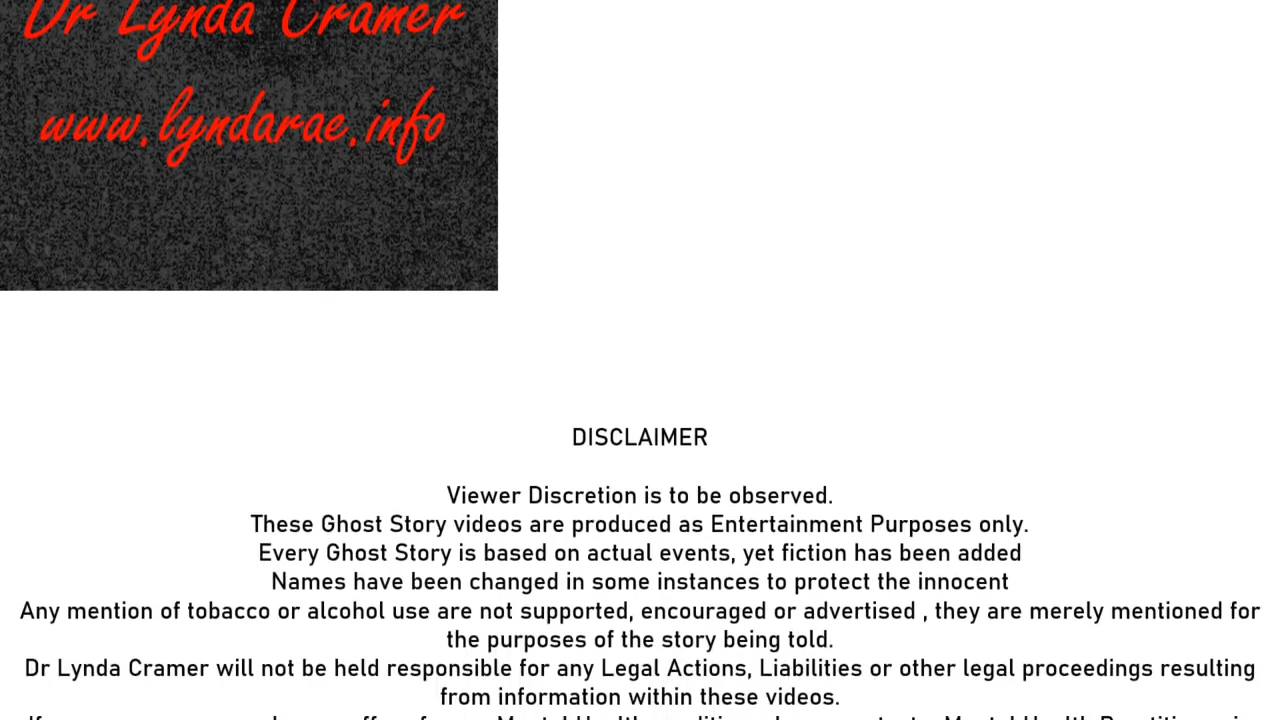 Dr Lynda Cramer
www.lyndarae.info
DISCLAIMER
Viewer Discretion is to be observed.
These Ghost Story videos are produced as Entertainment Purposes only.
Every Ghost Story is based on actual events, yet fiction has been added
Names have been changed in some instances to protect the innocent
Any mention of tobacco or alcohol use are not supported, encouraged or advertised , they are merely mentioned for
the purposes of the story being told.
Dr Lynda Cramer will not be held responsible for any Legal Actions, Liabilities or other legal proceedings resulting
from information within these videos.